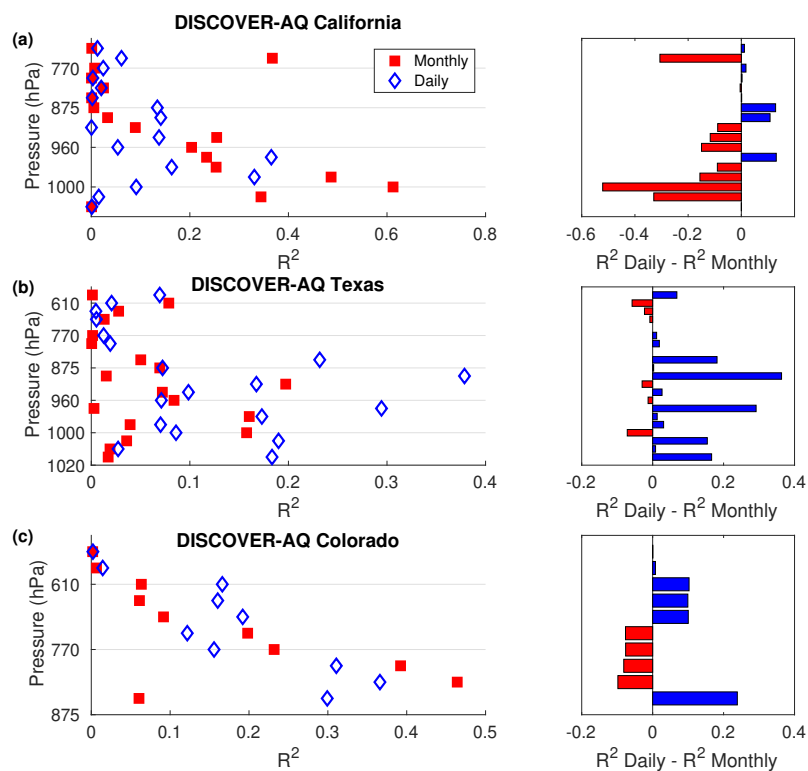 DISCOVER-AQ California
(a)
Monthly
Daily
770
875
960
1000
Pressure (hPa)
0 0.2 0.4 0.6 0.8
R²
-0.6 -0.4 -0.2 0
R² Daily - R² Monthly
(b)
DISCOVER-AQ Texas
610
770
875
960
1000
1020
Pressure (hPa)
0 0.1 0.2 0.3 0.4
R²
-0.2 0 0.2 0.4
R² Daily - R² Monthly
(c)
DISCOVER-AQ Colorado
610
770
875
Pressure (hPa)
0 0.1 0.2 0.3 0.4 0.5
R²
-0.2 0 0.2 0.4
R² Daily - R² Monthly